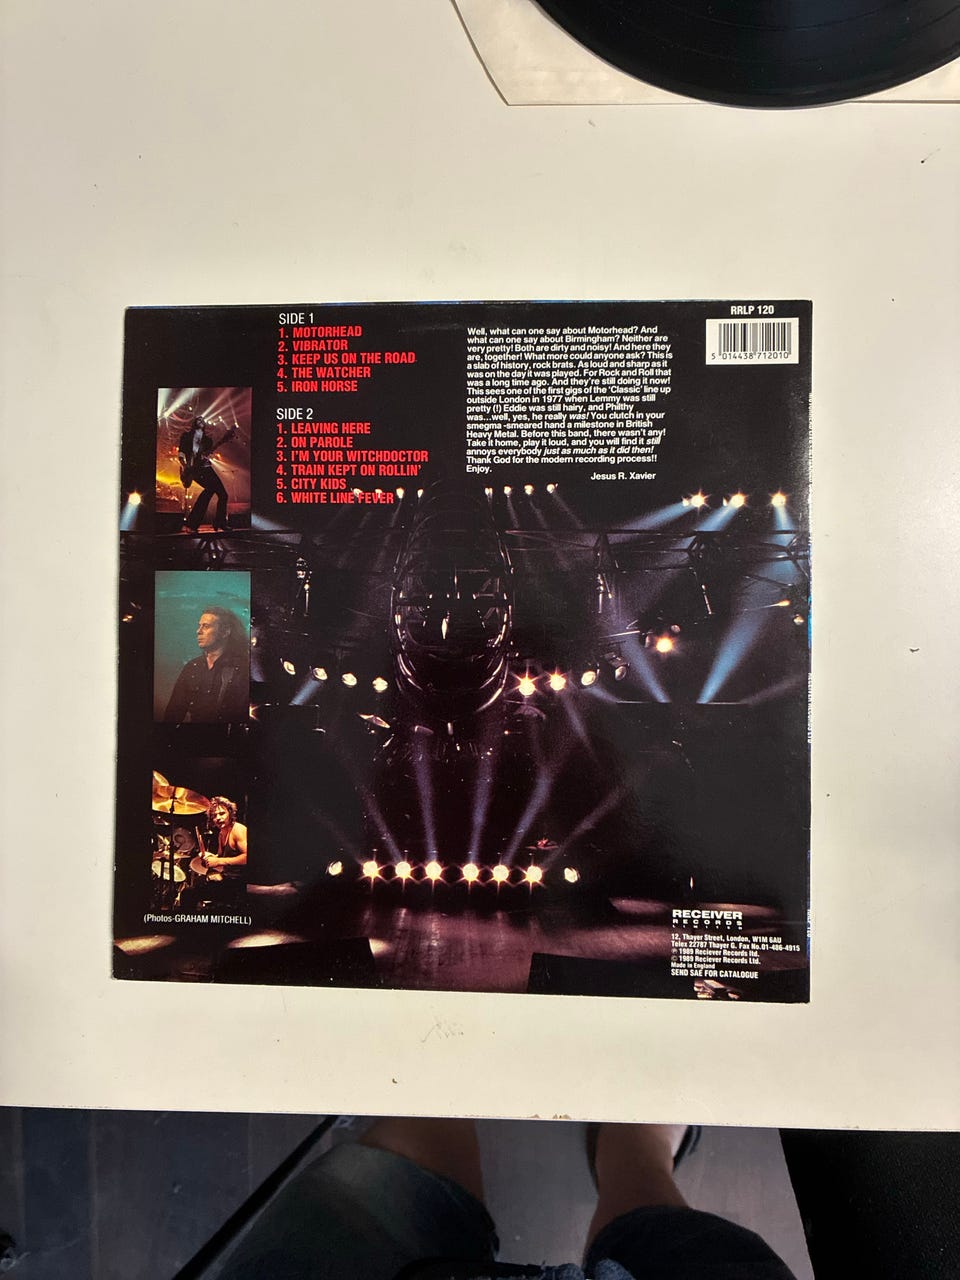 SIDE 1
1. MOTORHEAD
2. VIBRATOR
3. KEEP US ON THE ROAD
4. THE WATCHER
5. IRON HORSE
SIDE 2
1. LEAVING HERE
2. ON PAROLE
3. I'M YOUR WITCHDOCTOR
4. TRAIN KEPT ON ROLLIN'
5. CITY KIDS
6. WHITE LINE FEVER
Well, what can one say about Motorhead? And
what can one say about Birmingham? Neither are
very pretty! Both are dirty and noisy! And here they
are, together! What more could anyone ask? This is
a slab of history, rock brats. As loud and sharp as it
was on the day it was played. For Rock and Roll that
was a long time ago. And they're still doing it now!
This sees one of the first gigs of the 'Classic' line up
outside London in 1977 when Lemmy was still
pretty (!) Eddie was still hairy, and Philthy
was...well, yes, he really was! You clutch in your
smegma -smeared hand a milestone in British
Heavy Metal. Before this band, there wasn't any!
Take it home, play it loud, and you will find it still
annoys everybody just as much as it did then!
Thank God for the modern recording process!!
Enjoy.
Jesus R. Xavier
RRLP 120
5 014438 712010
(Photos-GRAHAM MITCHELL)
RECEIVER
RECORDS
LIMITED
12, Thayer Street, London, W1M 6AU
Telex 22787 Thayer G. Fax No.01-486-4915
℗ 1989 Reciever Records ltd.
© 1989 Reciever Records Ltd.
Made in England
SEND SAE FOR CATALOGUE